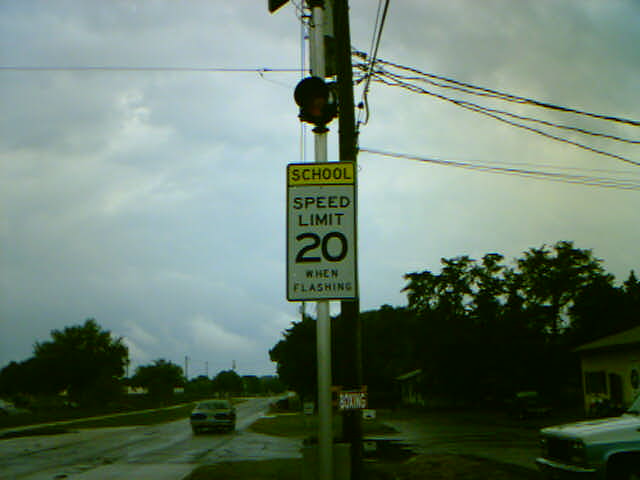 SCHOOL
SPEED
LIMIT
20
WHEN
FLASHING
BOXING